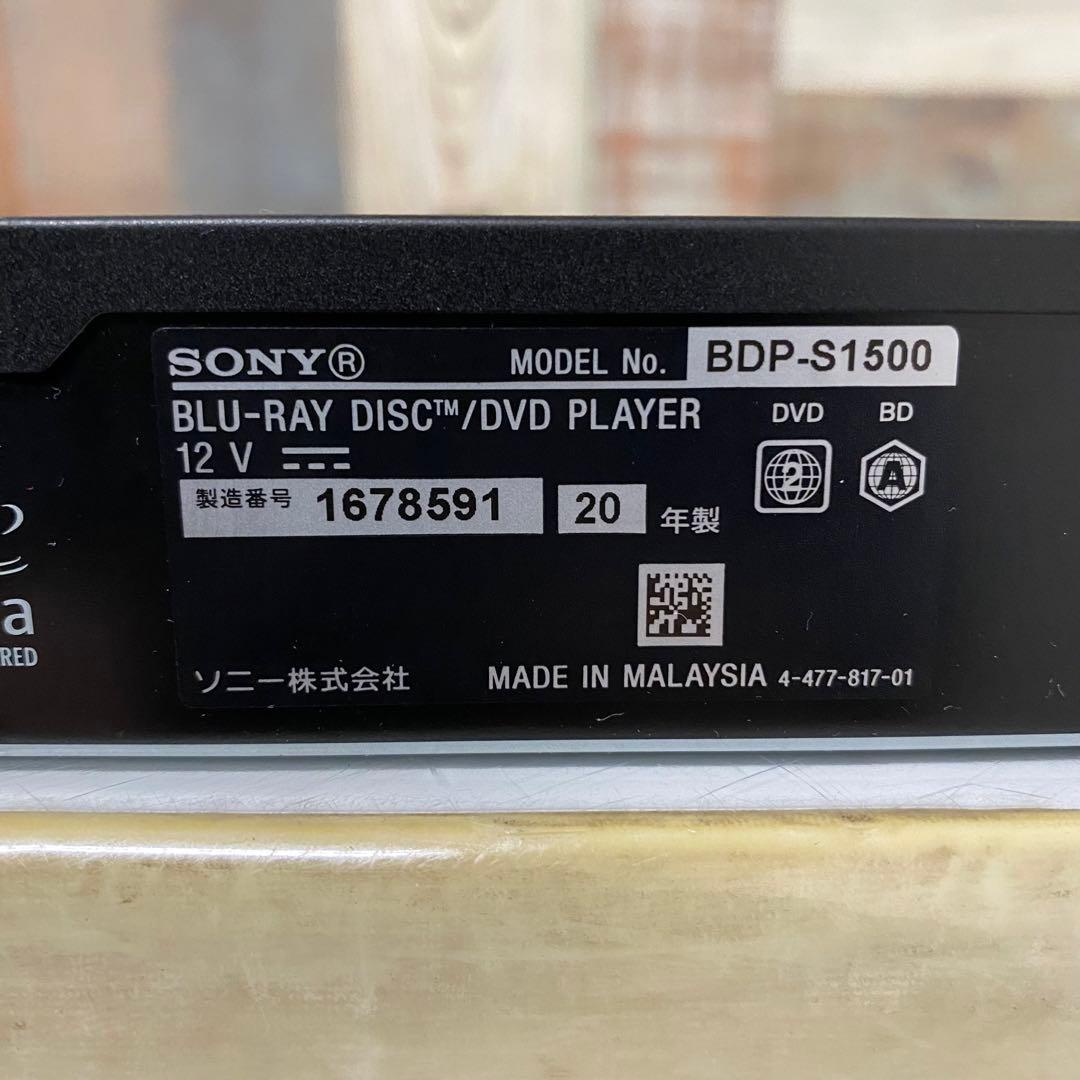 SONY®
MODEL No. BDP-S1500
BLU-RAY DISC™/DVD PLAYER
DVD BD
12 V
2 A
製造番号 1678591 20 年製
a
RED
ソニー株式会社 MADE IN MALAYSIA 4-477-817-01